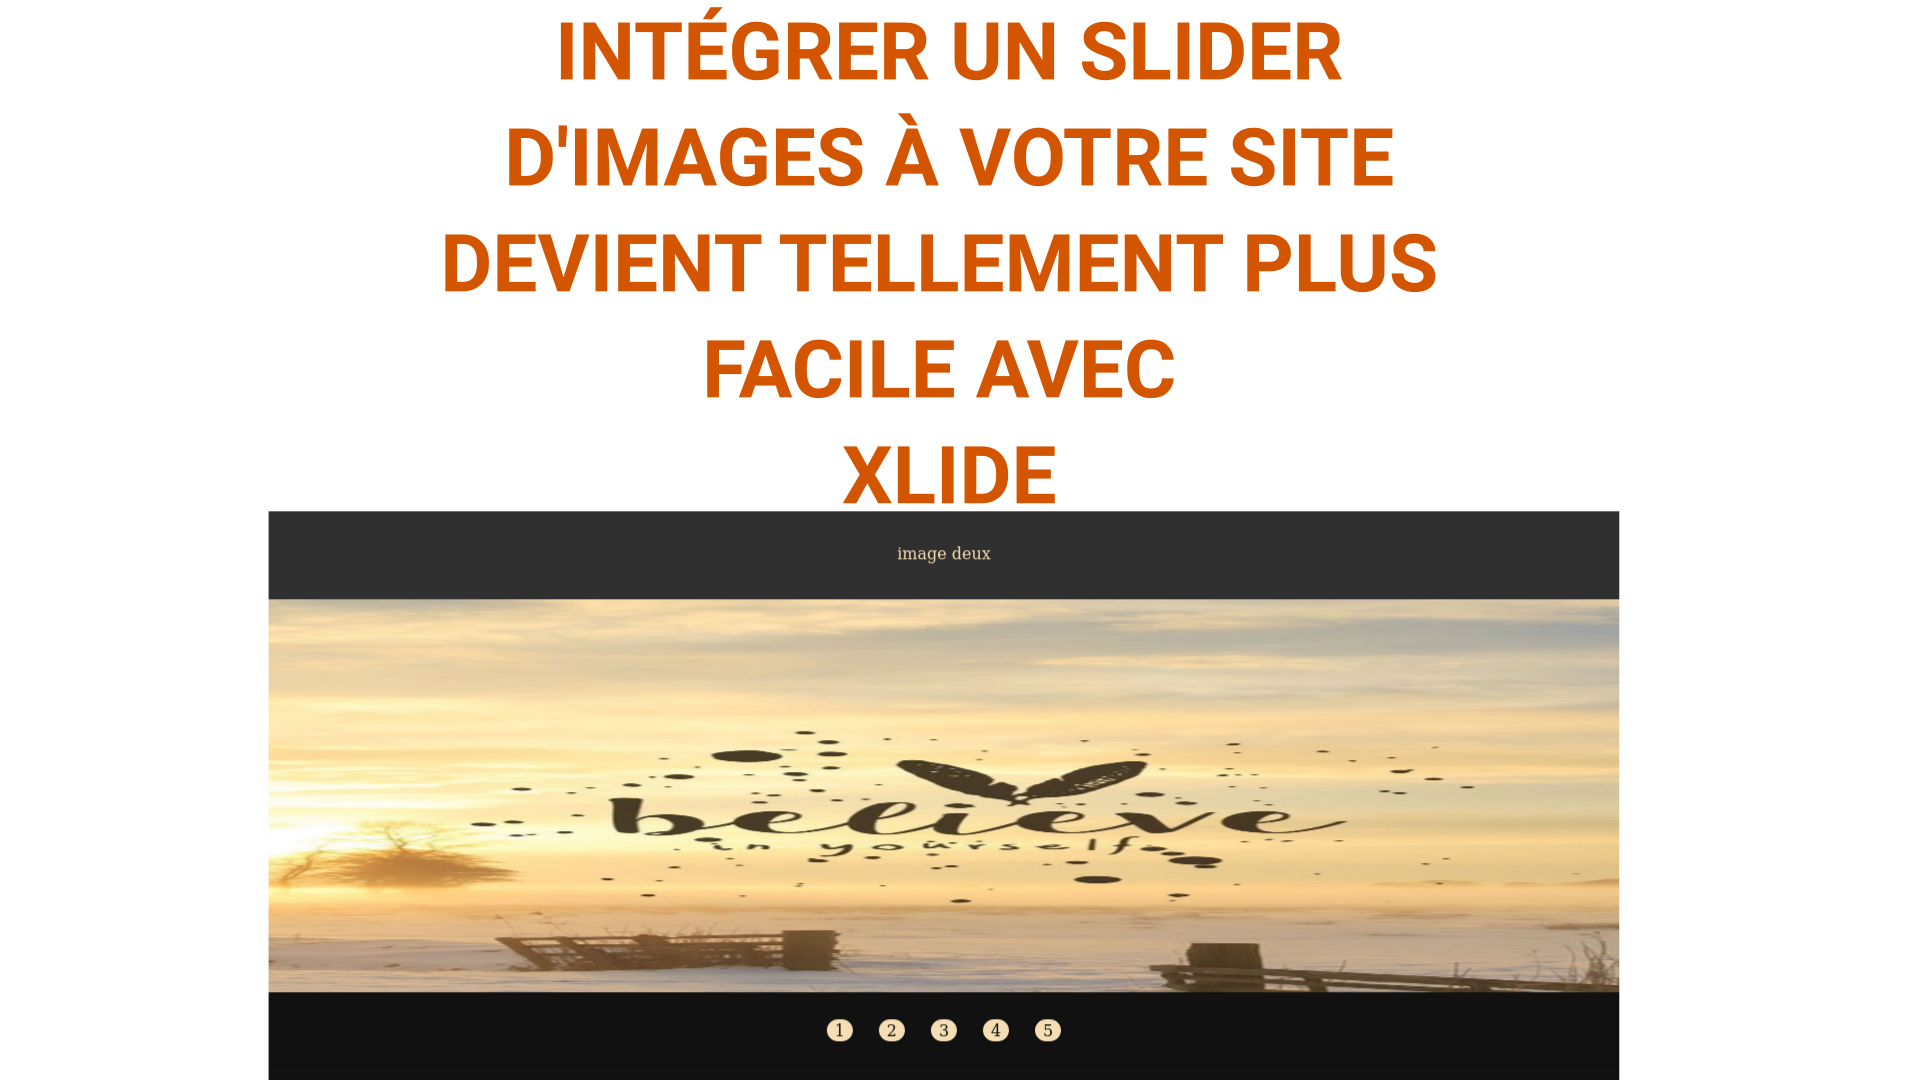 INTÉGRER UN SLIDER
D'IMAGES À VOTRE SITE
DEVIENT TELLEMENT PLUS
FACILE AVEC
XLIDE
image deux
believe
in yourself
1 2 3 4 5